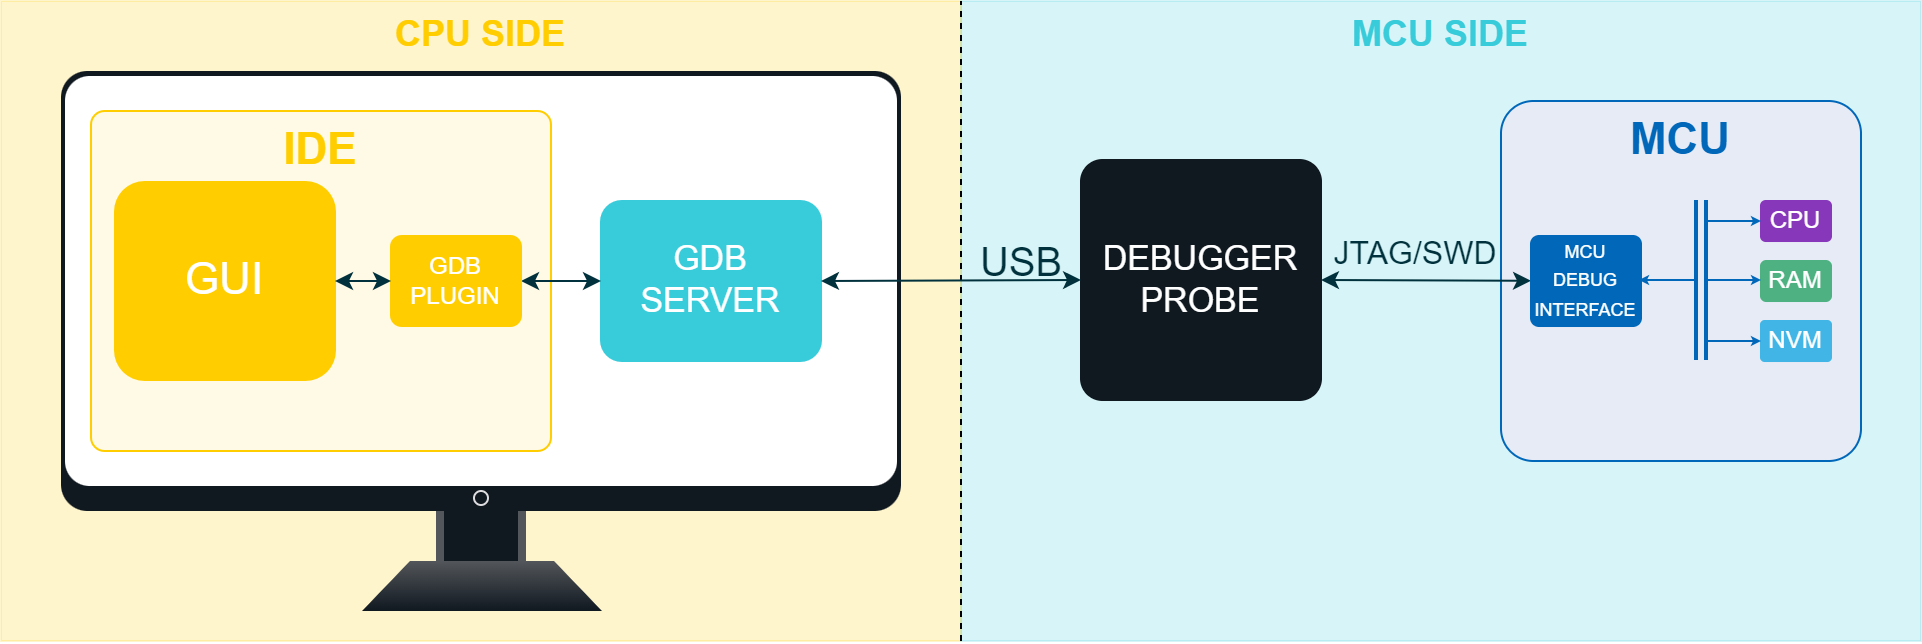 CPU SIDE
MCU SIDE
IDE
GUI
GDB
PLUGIN
GDB
SERVER
USB
DEBUGGER
PROBE
JTAG/SWD
MCU
MCU
DEBUG
INTERFACE
CPU
RAM
NVM